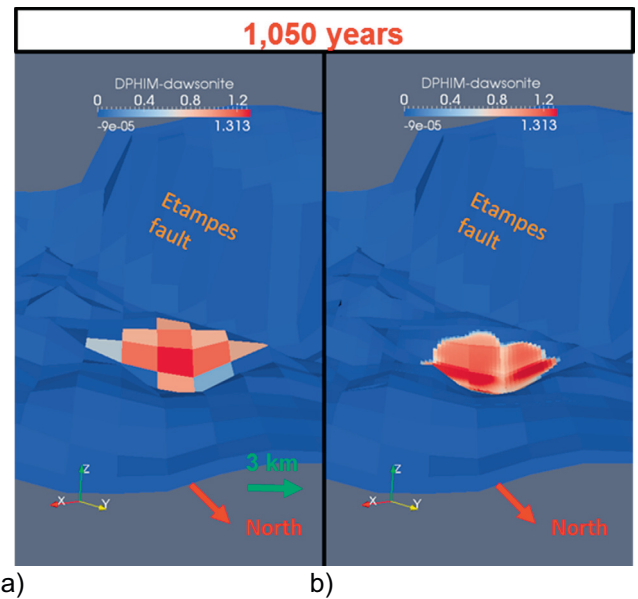 1,050 years
DPHIM-dawsonite
0 0.4 0.8 1.2
-9e-05 1.313
Etampes
fault
3 km
Z
X
Y
North
DPHIM-dawsonite
0 0.4 0.8 1.2
-9e-05 1.313
Etampes
fault
Z
X
Y
North
a) b)